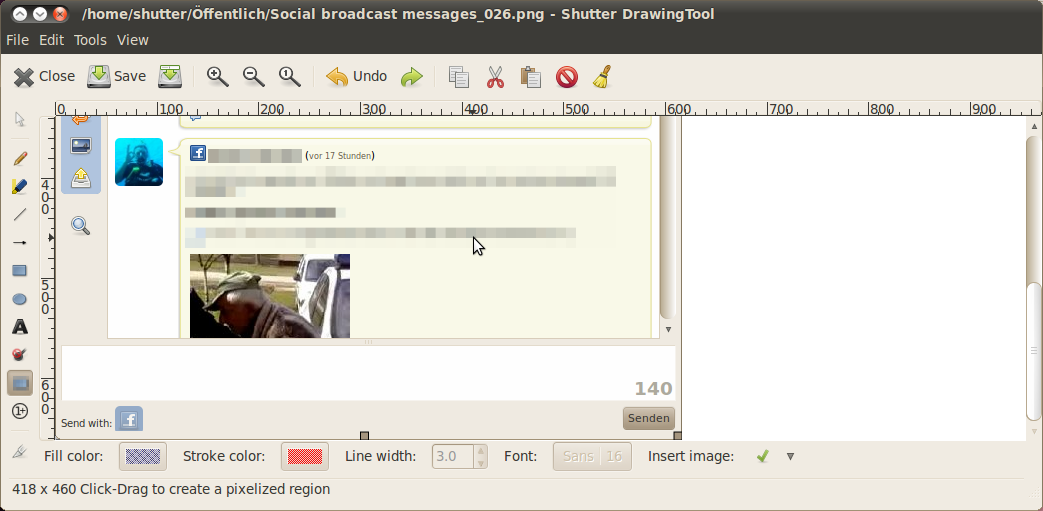 /home/shutter/Öffentlich/Social broadcast messages_026.png - Shutter DrawingTool
File Edit Tools View
Close Save 1 Undo
0 100 200 300 400 500 600 700 800 900
f (vor 17 Stunden)
400
500
600
A
1+
140
Send with: f Senden
Fill color: Stroke color: Line width: 3.0 Font: Sans 16 Insert image:
418 x 460 Click-Drag to create a pixelized region